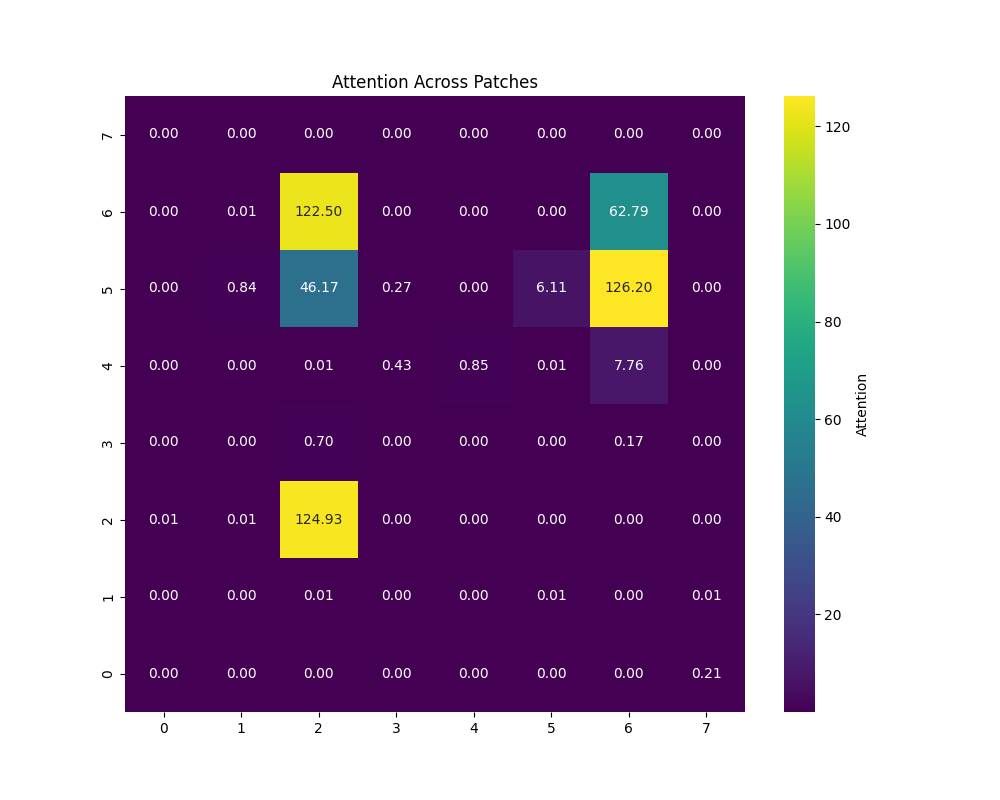 Attention Across Patches
7 0.00 0.00 0.00 0.00 0.00 0.00 0.00 0.00
6 0.00 0.01 122.50 0.00 0.00 0.00 62.79 0.00
5 0.00 0.84 46.17 0.27 0.00 6.11 126.20 0.00
4 0.00 0.00 0.01 0.43 0.85 0.01 7.76 0.00
3 0.00 0.00 0.70 0.00 0.00 0.00 0.17 0.00
2 0.01 0.01 124.93 0.00 0.00 0.00 0.00 0.00
1 0.00 0.00 0.01 0.00 0.00 0.01 0.00 0.01
0 0.00 0.00 0.00 0.00 0.00 0.00 0.00 0.21
0 1 2 3 4 5 6 7
120
100
80
60
40
20
Attention